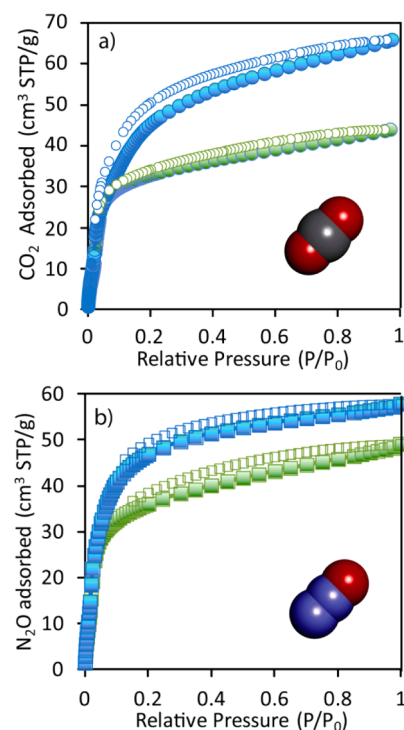 a)
CO₂ Adsorbed (cm³ STP/g)
70
60
50
40
30
20
10
0
0 0.2 0.4 0.6 0.8 1
Relative Pressure (P/P₀)
b)
N₂O adsorbed (cm³ STP/g)
60
50
40
30
20
10
0
0 0.2 0.4 0.6 0.8 1
Relative Pressure (P/P₀)